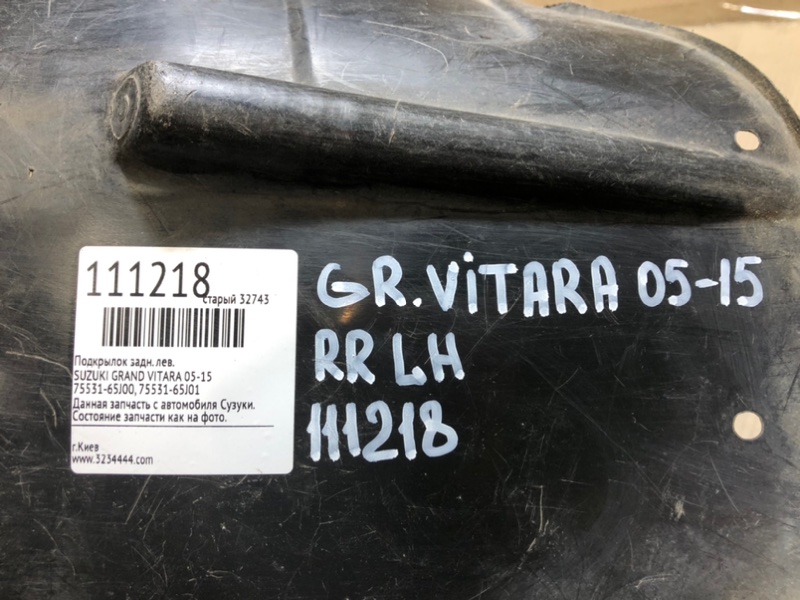 111218
старый 32743
Подкрылок задн. лев.
SUZUKI GRAND VITARA 05-15
75531-65J00, 75531-65J01
Данная запчасть с автомобиля Сузуки.
Состояние запчасти как на фото.
г.Киев
www.3234444.com
GR. ViTARA 05-15
RR LH
111218